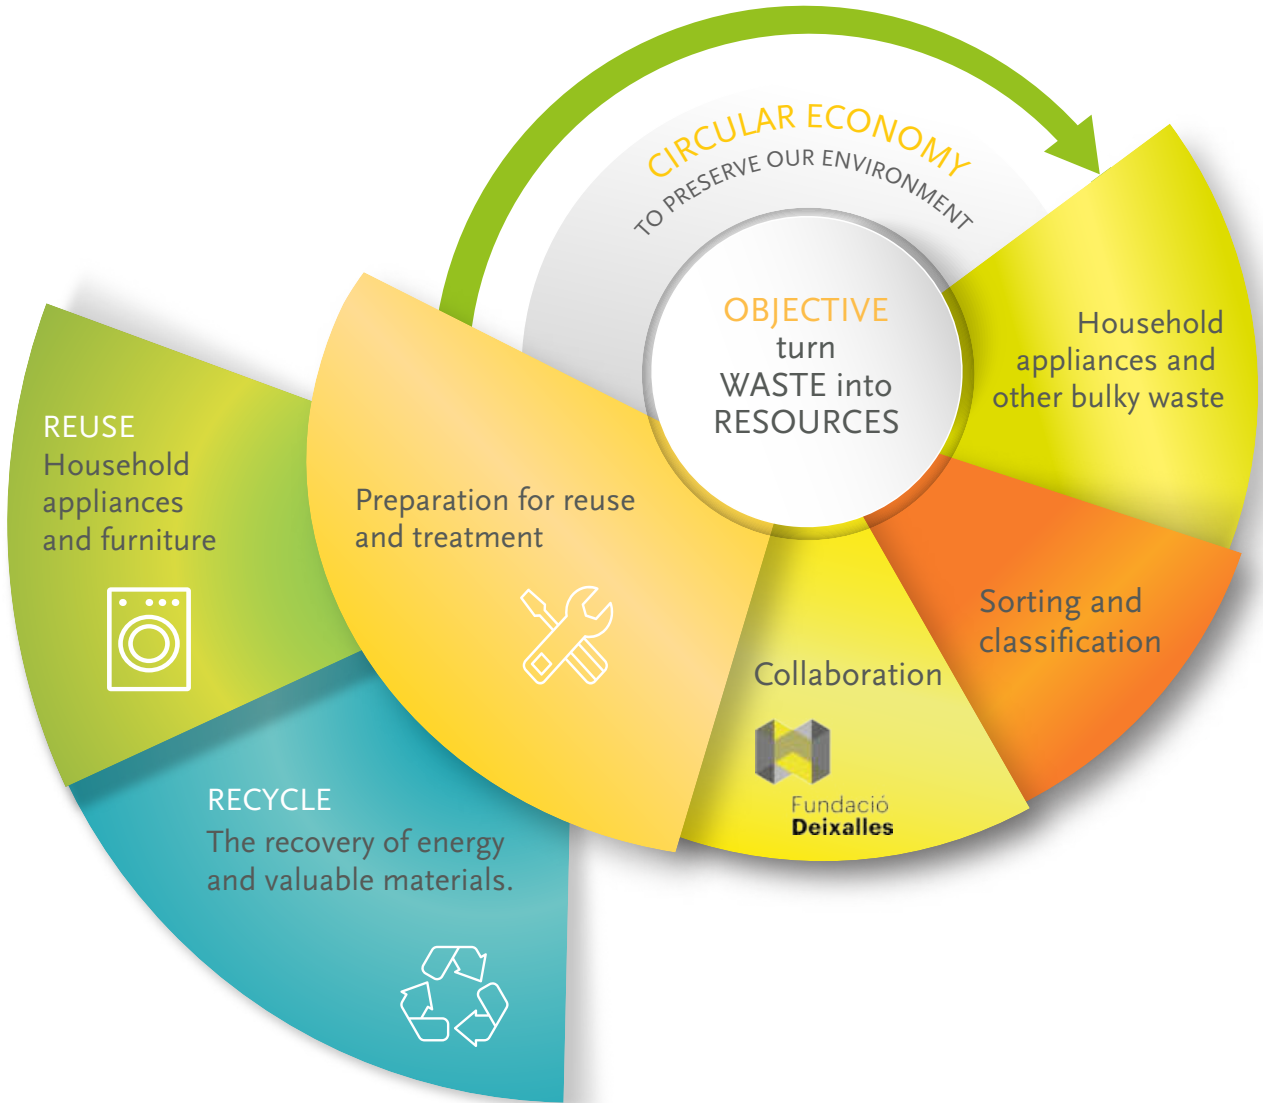 CIRCULAR ECONOMY
TO PRESERVE OUR ENVIRONMENT
OBJECTIVE
turn
WASTE into
RESOURCES
Household
appliances and
other bulky waste
Sorting and
classification
Collaboration
Fundació
Deixalles
Preparation for reuse
and treatment
REUSE
Household
appliances
and furniture
RECYCLE
The recovery of energy
and valuable materials.